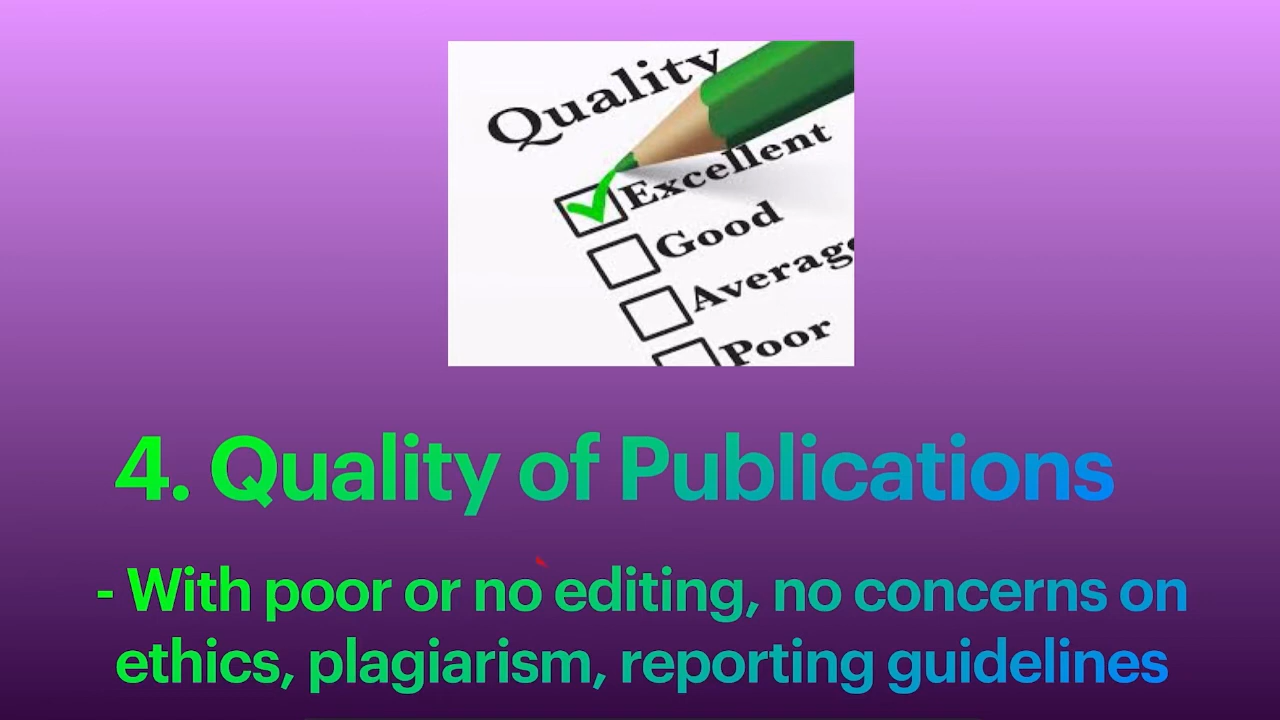 Quality
Excellent
Good
Average
Poor
4. Quality of Publications
- With poor or no editing, no concerns on
ethics, plagiarism, reporting guidelines